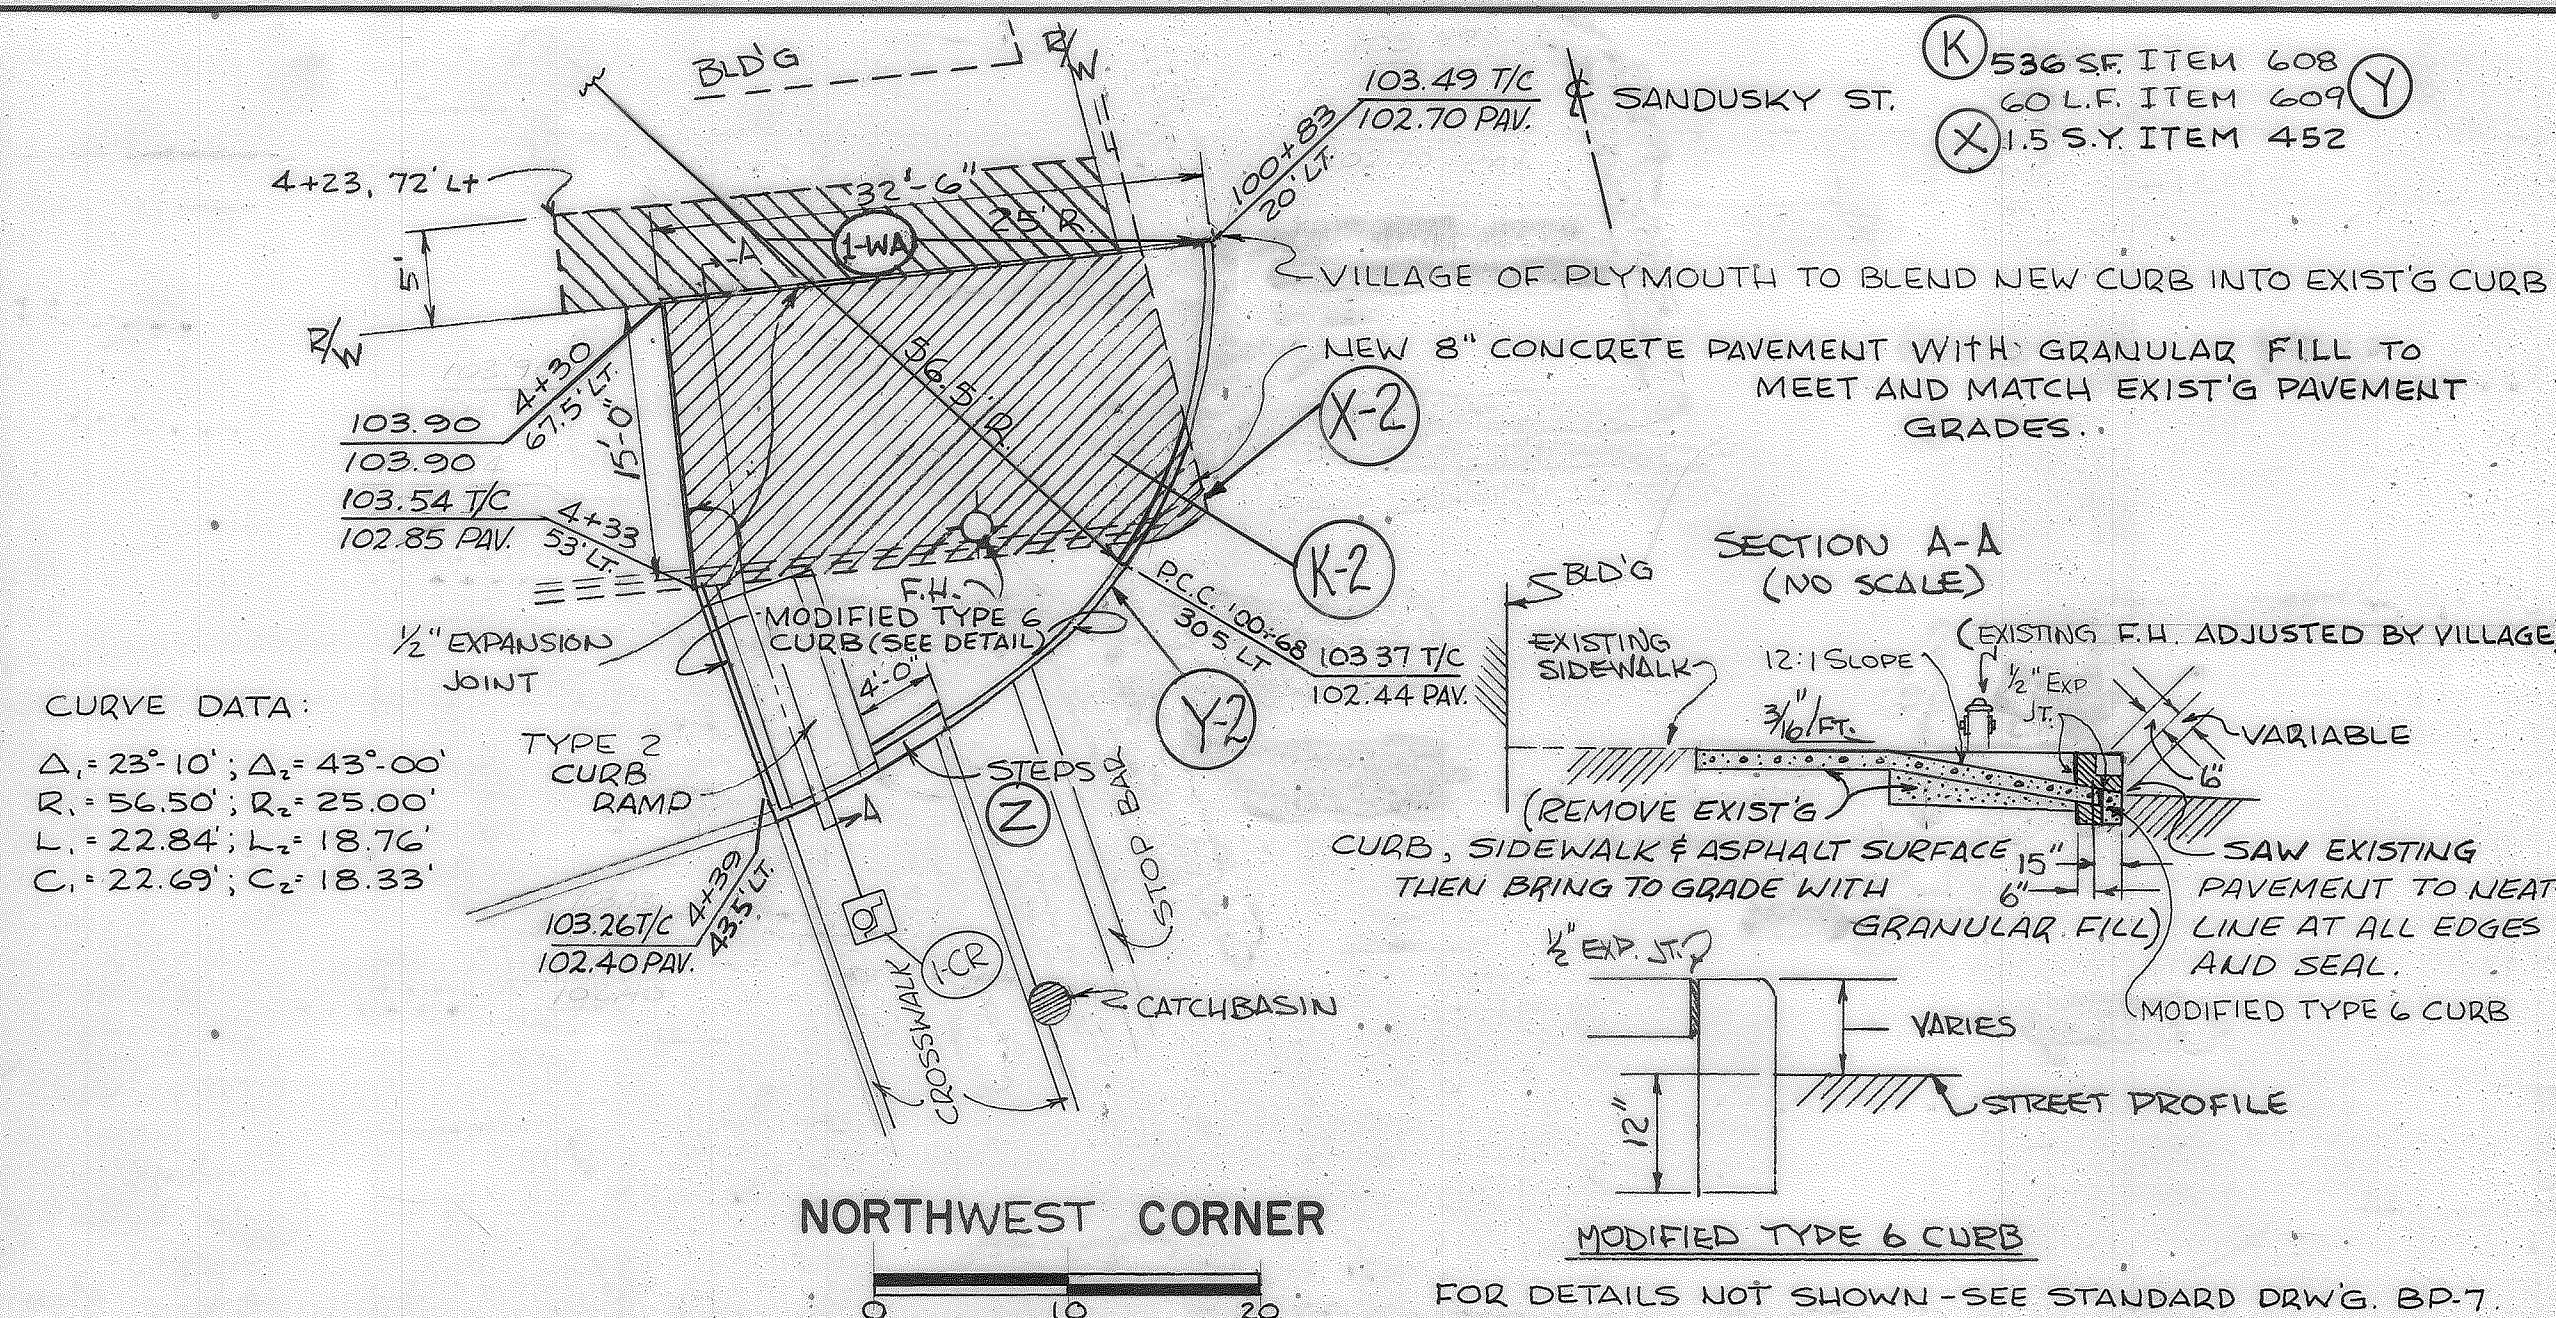 BLD'G
R/W
103.49 T/C
102.70 PAV.
100+83
20' LT.
℄ SANDUSKY ST.
K 536 S.F. ITEM 608
60 L.F. ITEM 609 Y
X 1.5 S.Y. ITEM 452
4+23, 72' Lt
32'-6"
25' R.
1-WA
A
5'
R/W
VILLAGE OF PLYMOUTH TO BLEND NEW CURB INTO EXIST'G CURB
NEW 8" CONCRETE PAVEMENT WITH GRANULAR FILL TO
MEET AND MATCH EXIST'G PAVEMENT
GRADES.
56.5' R.
X-2
4+30
67.5' LT.
103.90
103.90
15'-0
103.54 T/C
102.85 PAV.
4+33
53' LT.
K-2
F.H.
MODIFIED TYPE 6
CURB (SEE DETAIL)
P.C.C. 100+68
30.5 LT
103.37 T/C
102.44 PAV.
Y-2
1/2" EXPANSION
JOINT
4'-0"
CURVE DATA:
Δ₁= 23°-10' ; Δ₂= 43°-00'
R₁= 56.50' ; R₂= 25.00'
L₁= 22.84' ; L₂= 18.76'
C₁= 22.69' ; C₂= 18.33'
TYPE 2
CURB
RAMP
STEPS
Z
STOP BAR
A
103.26 T/C
102.40 PAV.
4+39
43.5' LT.
1-CR
CROSSWALK
CATCHBASIN
SECTION A-A
(NO SCALE)
BLD'G
EXISTING
SIDEWALK
12:1 SLOPE
(EXISTING F.H. ADJUSTED BY VILLAGE)
1/2" EXP
JT.
3/16"/FT.
VARIABLE
6"
(REMOVE EXIST'G
CURB, SIDEWALK & ASPHALT SURFACE
THEN BRING TO GRADE WITH
GRANULAR FILL)
15"
6"
SAW EXISTING
PAVEMENT TO NEAT
LINE AT ALL EDGES
AND SEAL.
MODIFIED TYPE 6 CURB
1/2" EXP. JT.
VARIES
STREET PROFILE
12"
MODIFIED TYPE 6 CURB
NORTHWEST CORNER
0 10 20
FOR DETAILS NOT SHOWN - SEE STANDARD DRW'G. BP-7.